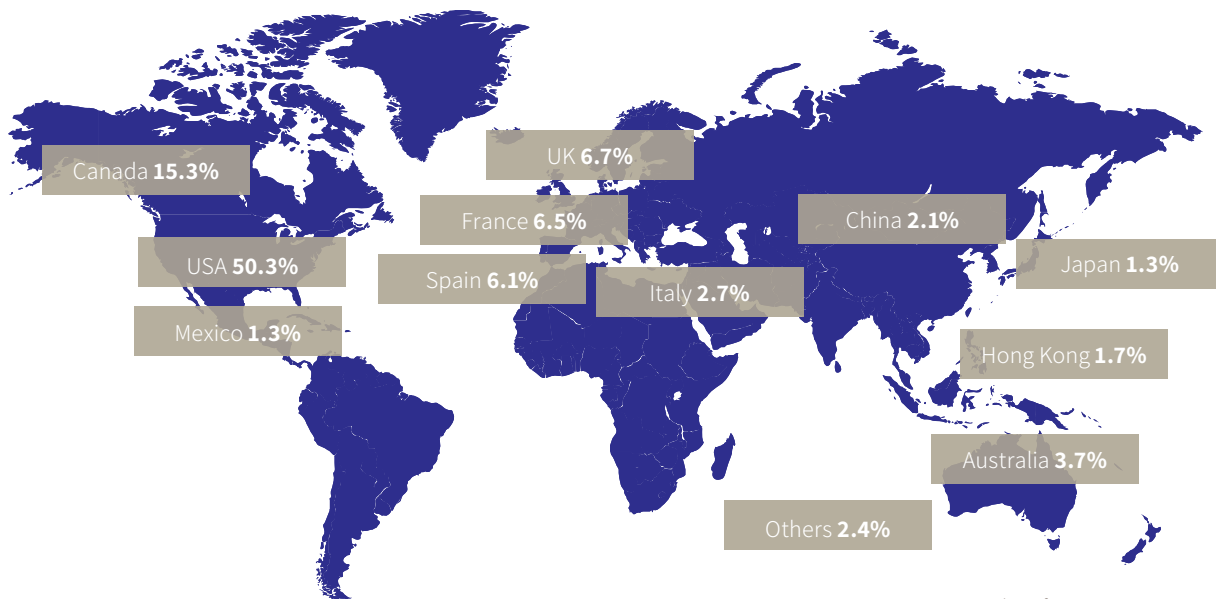 UK 6.7%
Canada 15.3%
France 6.5%
China 2.1%
USA 50.3%
Japan 1.3%
Spain 6.1%
Italy 2.7%
Mexico 1.3%
Hong Kong 1.7%
Australia 3.7%
Others 2.4%